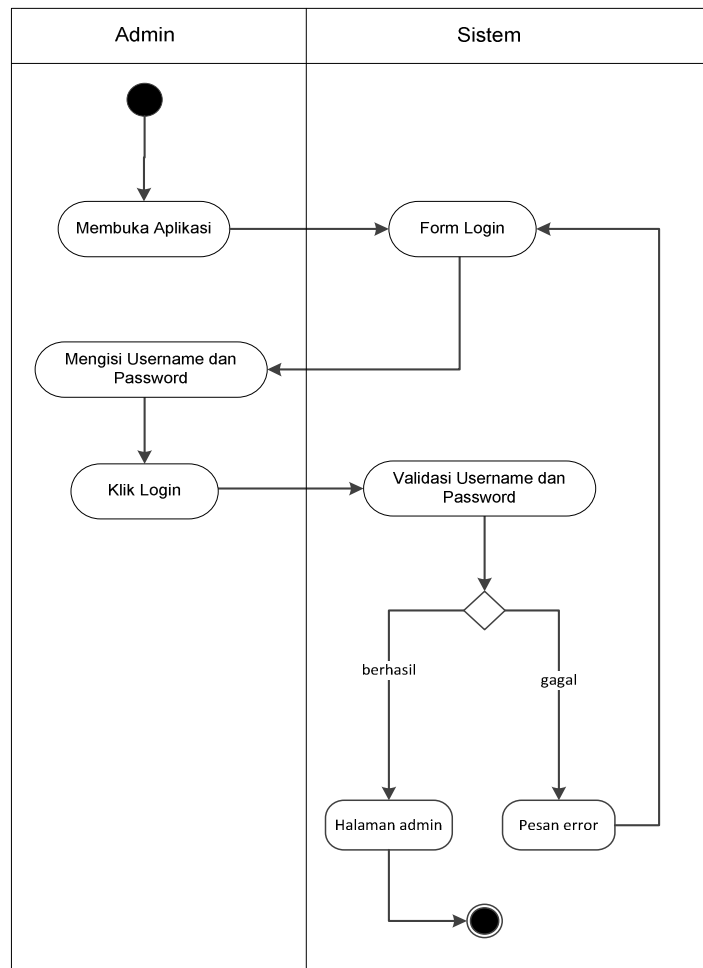 Admin
Sistem
Membuka Aplikasi
Form Login
Mengisi Username dan
Password
Klik Login
Validasi Username dan
Password
berhasil
gagal
Halaman admin
Pesan error